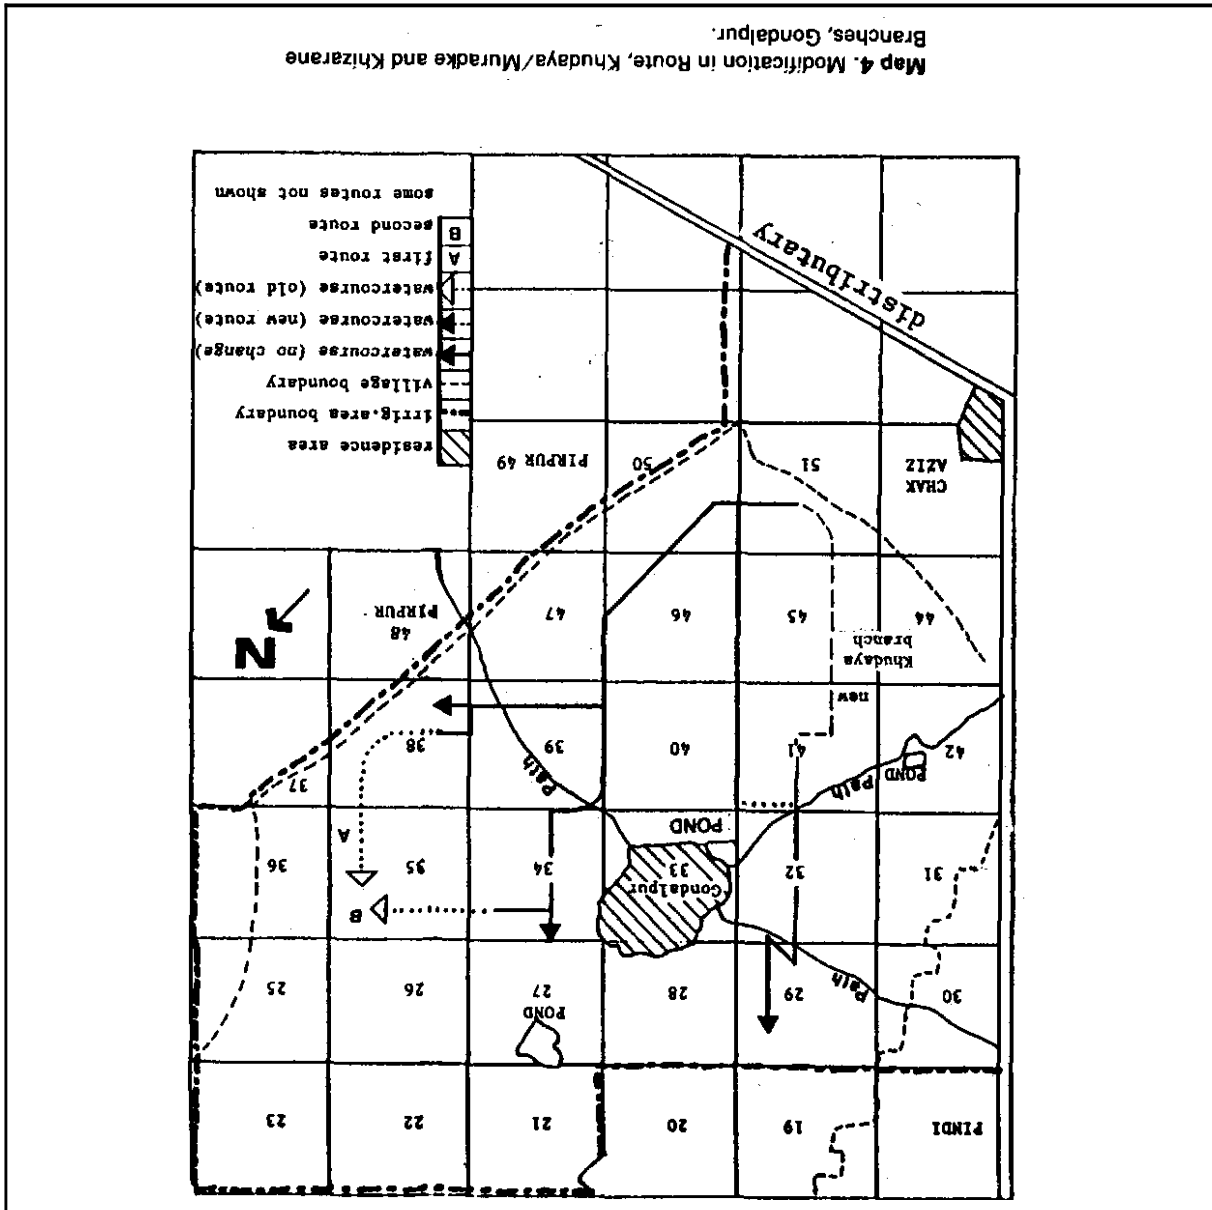 PINDI
19
20
21
22
23
30
Path
29
28
POND
27
26
25
31
32
Gondalpur
33
34
B
35
36
POND
A
42
POND
Path
41
40
39
Path
38
37
new
Khudaya
branch
44
45
46
47
48
PIRPUR
N
CHAK
AZIZ
51
50
PIRPUR 49
residence area
irrig.area boundary
village boundary
watercourse (no change)
watercourse (new route)
watercourse (old route)
A first route
B second route
some routes not shown
distributary
Map 4. Modification in Route, Khudaya/Muradke and Khizarane
Branches, Gondalpur.